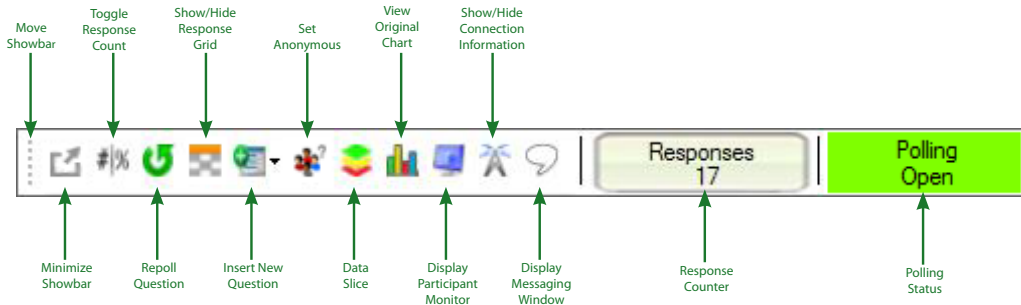 Move
Showbar
Toggle
Response
Count
Show/Hide
Response
Grid
Set
Anonymous
View
Original
Chart
Show/Hide
Connection
Information
#|%
?
Responses
17
Polling
Open
Minimize
Showbar
Repoll
Question
Insert New
Question
Data
Slice
Display
Participant
Monitor
Display
Messaging
Window
Response
Counter
Polling
Status